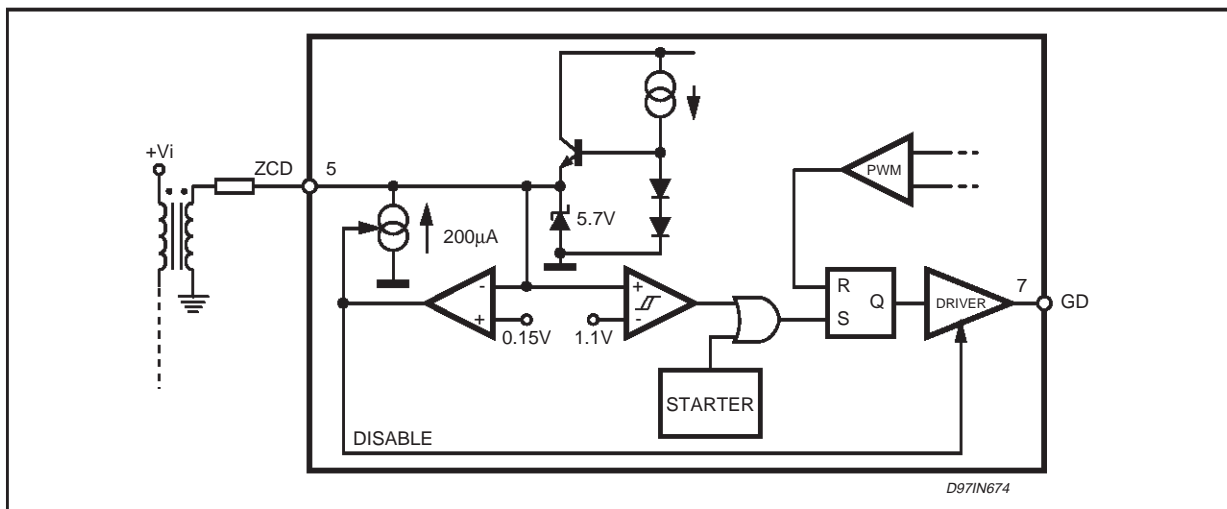 +Vi
ZCD
5
5.7V
200µA
PWM
-
+
0.15V
1.1V
+
-
R
S
Q
DRIVER
7
GD
STARTER
DISABLE
D97IN674